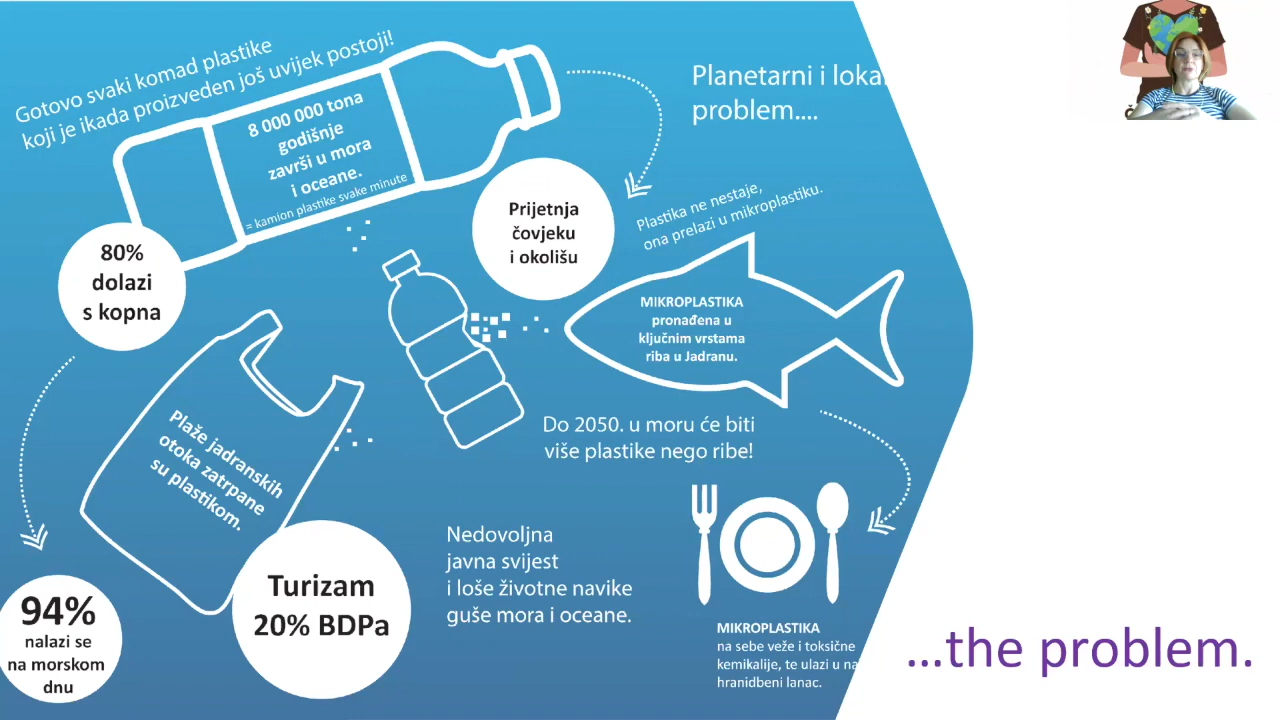 Gotovo svaki komad plastike
koji je ikada proizveden još uvijek postoji!
8 000 000 tona
godišnje
završi u mora
i oceane.
= kamion plastike svake minute
Planetarni i
problem....
Prijetnja
čovjeku
i okolišu
Plastika ne nestaje,
ona prelazi u mikroplastiku.
80%
dolazi
s kopna
MIKROPLASTIKA
pronađena u
ključnim vrstama
riba u Jadranu.
Plaže jadranskih
otoka zatrpane
su plastikom.
Do 2050. u moru će biti
više plastike nego ribe!
Nedovoljna
javna svijest
i loše životne navike
guše mora i oceane.
Turizam
20% BDPa
94%
nalazi se
na morskom
dnu
MIKROPLASTIKA
na sebe veže i toksične
kemikalije, te ulazi u
hranidbeni lanac.
...the problem.